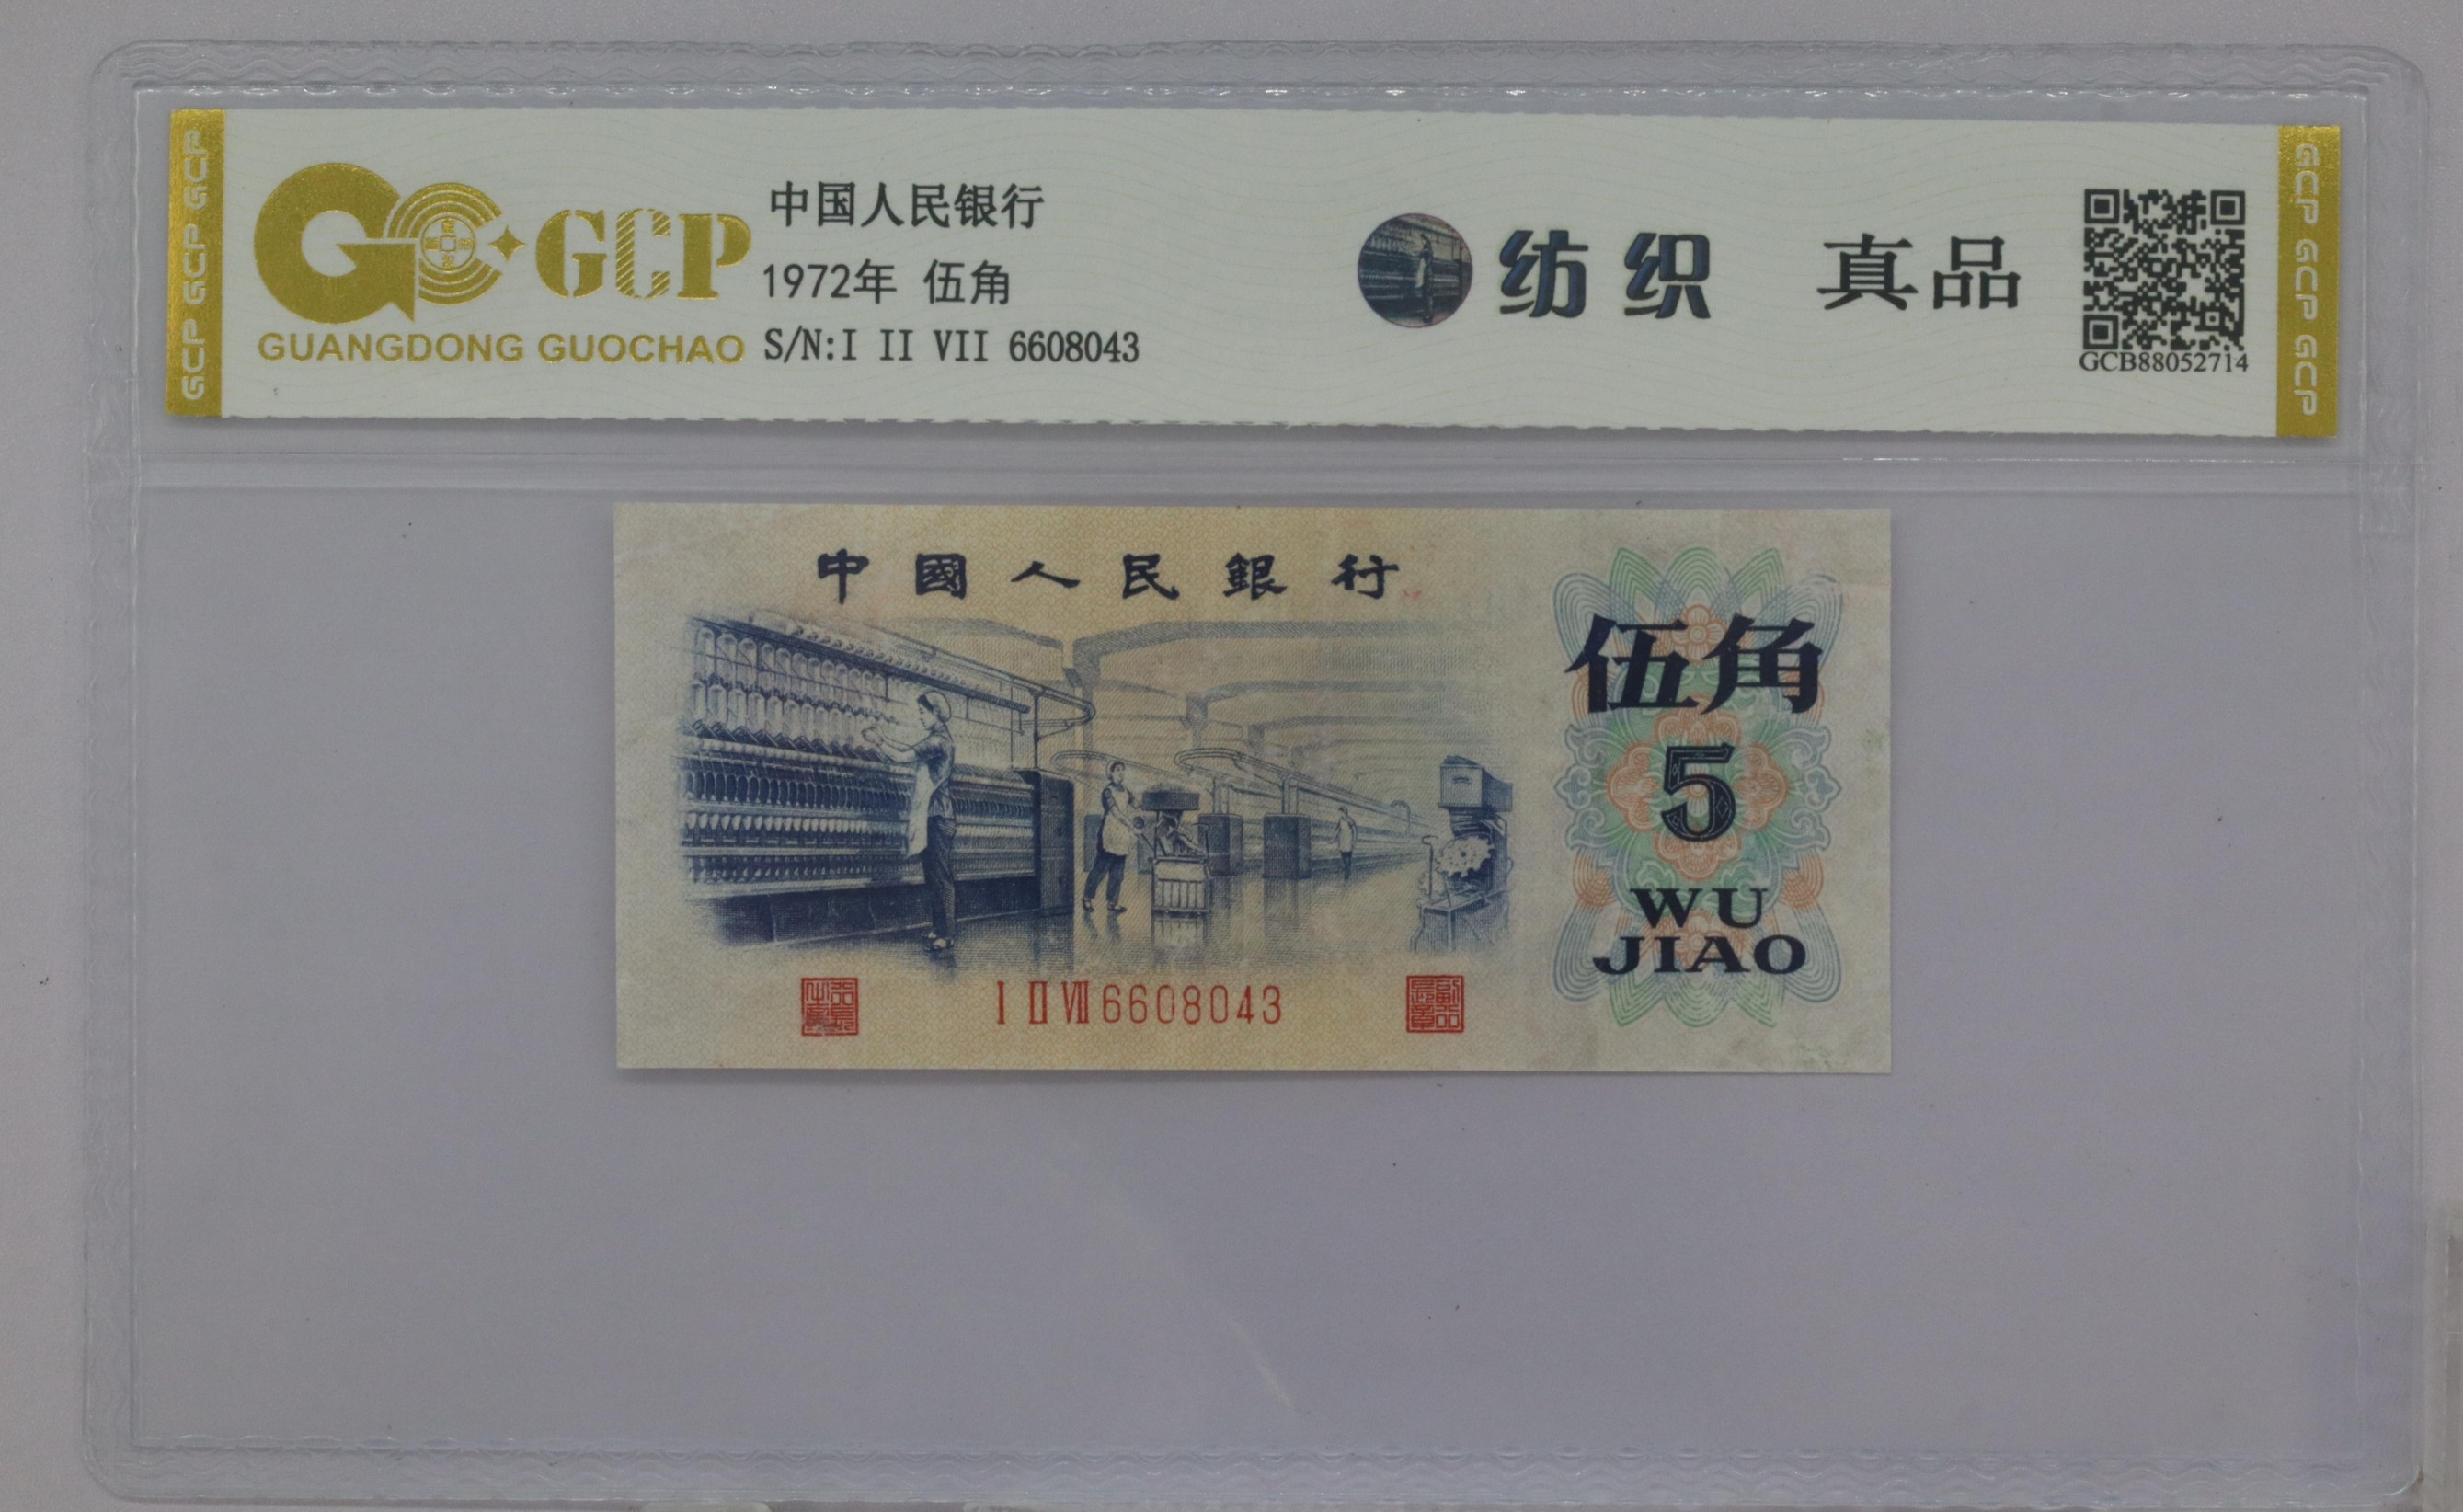 GCP GCP GCP
GCP
GUANGDONG GUOCHAO
中国人民银行
1972年 伍角
S/N:I II VII 6608043
纺织 真品
GCB88052714
GCP GCP GCP
中國人民銀行
伍角
5
WU
JIAO
I II VII 6608043